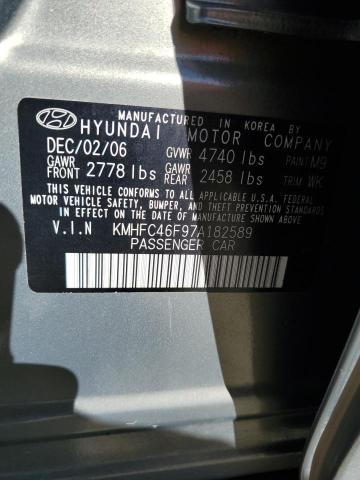 MANUFACTURED IN KOREA BY
HYUNDAI MOTOR COMPANY
DEC/02/06 GVWR 4740 lbs PAINT M9
GAWR FRONT 2778 lbs GAWR REAR 2458 lbs TRIM WK
THIS VEHICLE CONFORMS TO ALL APPLICABLE U.S.A. FEDERAL
MOTOR VEHICLE SAFETY, BUMPER, AND THEFT PREVENTION
STANDARDS IN EFFECT ON THE DATE OF MANUFACTURE SHOWN ABOVE.
V.I.N KMHFC46F97A182589
PASSENGER CAR